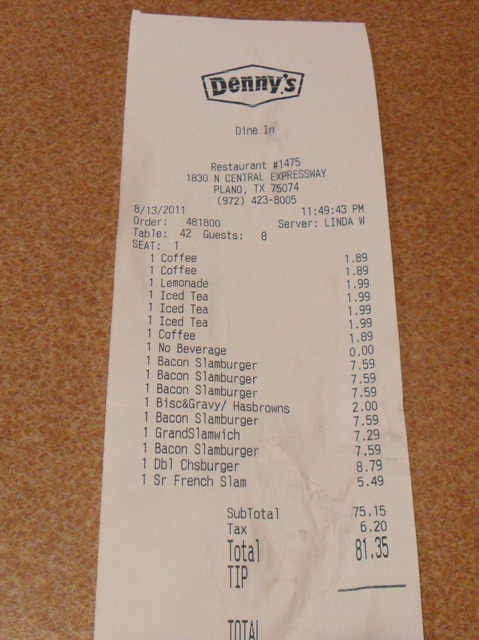 Denny's
Dine In
Restaurant #1475
1830 N CENTRAL EXPRESSWAY
PLANO, TX 75074
(972) 423-8005
8/13/2011 11:49:43 PM
Order: 481800 Server: LINDA W
Table: 42 Guests: 8
SEAT: 1
1 Coffee 1.89
1 Coffee 1.89
1 Lemonade 1.99
1 Iced Tea 1.99
1 Iced Tea 1.99
1 Iced Tea 1.99
1 Coffee 1.89
1 No Beverage 0.00
1 Bacon Slamburger 7.59
1 Bacon Slamburger 7.59
1 Bacon Slamburger 7.59
1 Bisc&Gravy/ Hasbrowns 2.00
1 Bacon Slamburger 7.59
1 GrandSlamwich 7.29
1 Bacon Slamburger 7.59
1 Dbl Chsburger 8.79
1 Sr French Slam 5.49
SubTotal 75.15
Tax 6.20
Total 81.35
TIP
TOTAL